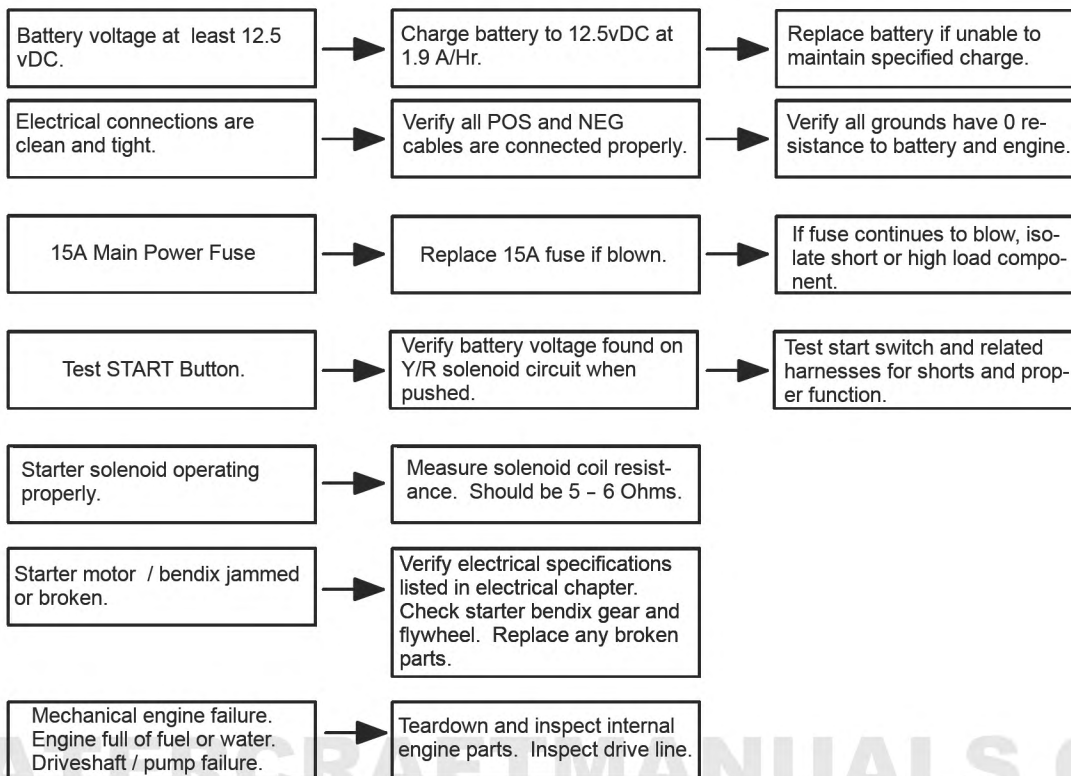 Battery voltage at least 12.5
vDC.
Charge battery to 12.5vDC at
1.9 A/Hr.
Replace battery if unable to
maintain specified charge.
Electrical connections are
clean and tight.
Verify all POS and NEG
cables are connected properly.
Verify all grounds have 0 re-
sistance to battery and engine.
15A Main Power Fuse
Replace 15A fuse if blown.
If fuse continues to blow, iso-
late short or high load compo-
nent.
Test START Button.
Verify battery voltage found on
Y/R solenoid circuit when
pushed.
Test start switch and related
harnesses for shorts and prop-
er function.
Starter solenoid operating
properly.
Measure solenoid coil resist-
ance. Should be 5 – 6 Ohms.
Starter motor / bendix jammed
or broken.
Verify electrical specifications
listed in electrical chapter.
Check starter bendix gear and
flywheel. Replace any broken
parts.
Mechanical engine failure.
Engine full of fuel or water.
Driveshaft / pump failure.
Teardown and inspect internal
engine parts. Inspect drive line.